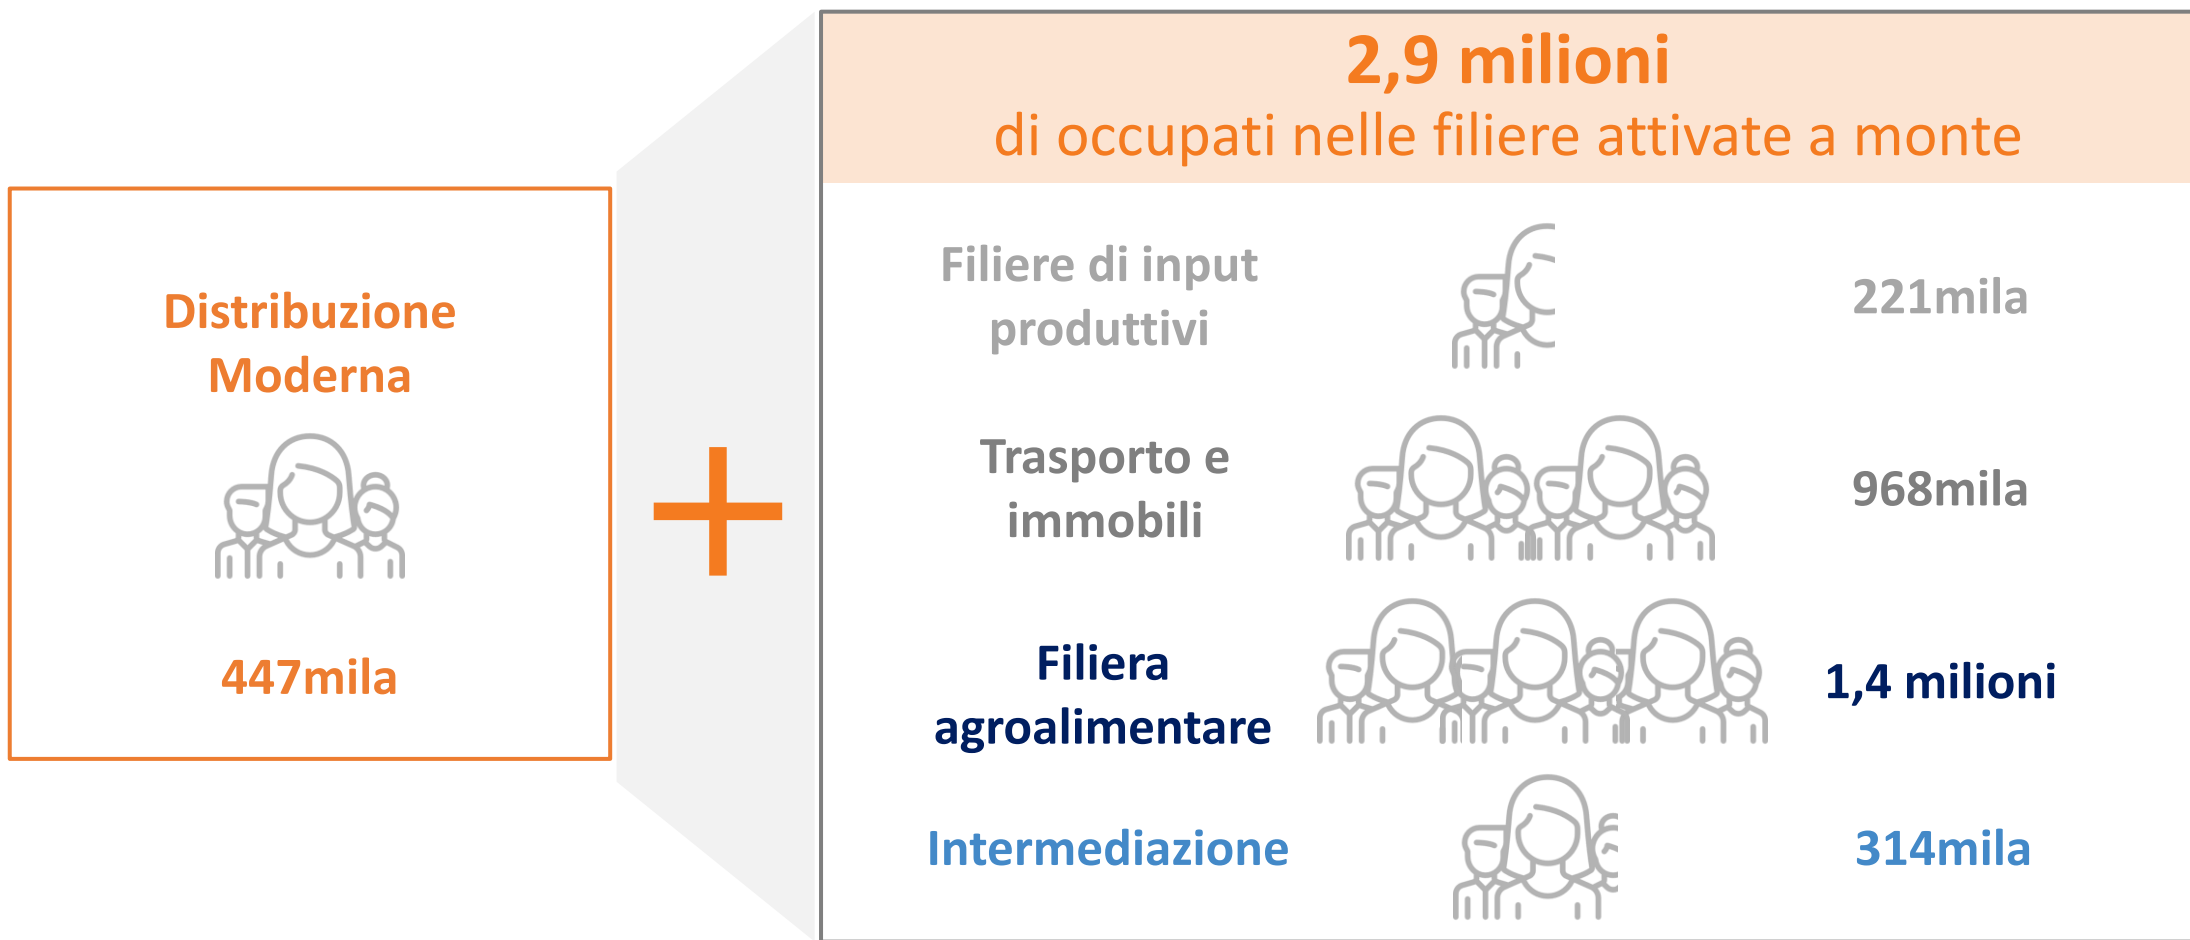 2,9 milioni
di occupati nelle filiere attivate a monte
Distribuzione
Moderna
447mila
Filiere di input
produttivi
221mila
Trasporto e
immobili
968mila
Filiera
agroalimentare
1,4 milioni
Intermediazione
314mila